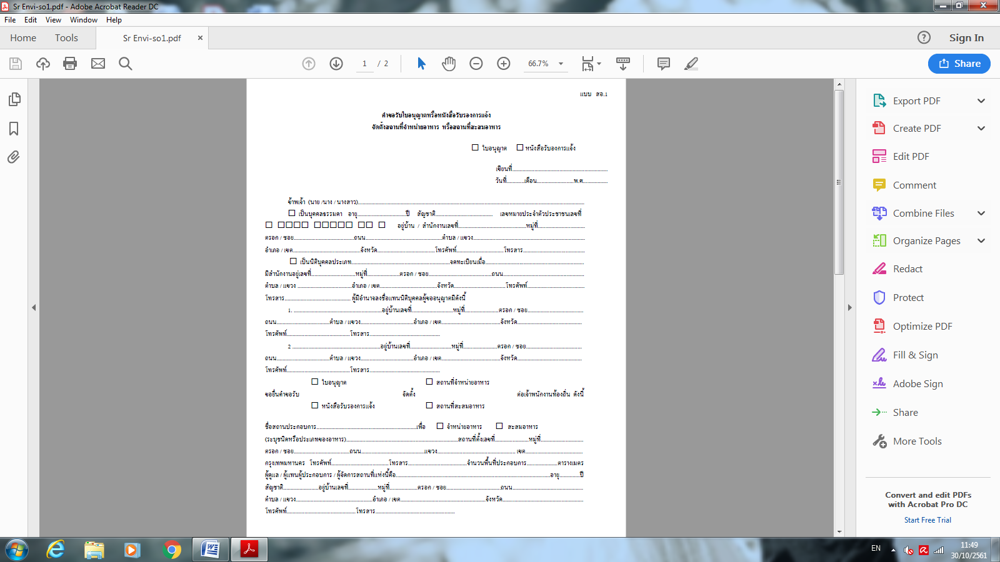 Sr Envi-so1.pdf - Adobe Acrobat Reader DC
File Edit View Window Help
Home Tools Sr Envi-so1.pdf × ? Sign In
1 / 2 66.7% Share
แบบ สอ.1
คำขอรับใบอนุญาตหรือหนังสือรับรองการแจ้ง
จัดตั้งสถานที่จำหน่ายอาหาร หรือสถานที่สะสมอาหาร
☐ ใบอนุญาต ☐ หนังสือรับองการแจ้ง
เขียนที่..........................................................
วันที่...........เดือน.......................พ.ศ...............
ข้าพเจ้า (นาย /นาง / นางสาว)..........................................................
☐ เป็นบุคคลธรรมดา อายุ..............................ปี สัญชาติ................................... เลขหมายประจำตัวประชาชนเลขที่
☐ ☐☐☐☐ ☐☐☐☐☐ ☐☐ ☐ อยู่บ้าน / สำนักงานเลขที่..........................................หมู่ที่.............................
ตรอก / ซอย.....................................ถนน...............................................ตำบล / แขวง..........................................................
อำเภอ / เขต..........................................จังหวัด...................................โทรศัพท์.............................โทรสาร......................................
☐ เป็นนิติบุคคลประเภท............................................................จดทะเบียนเมื่อ............................................................
มีสำนักงานอยู่เลขที่...........................หมู่ที่....................ตรอก / ซอย.......................................ถนน..................................................
ตำบล / แขวง .................................อำเภอ / เขต...................................จังหวัด................................โทรศัพท์...................................
โทรสาร......................................... ผู้มีอำนาจลงชื่อแทนนิติบุคคลผู้ขออนุญาตมีดังนี้
1. ......................................................อยู่บ้านเลขที่.........................หมู่ที่.....................ตรอก / ซอย..................................
ถนน.................................ตำบล / แขวง.................................อำเภอ / เขต....................................จังหวัด.......................................
โทรศัพท์.......................................โทรสาร...........................................
2 ......................................................อยู่บ้านเลขที่.........................หมู่ที่.....................ตรอก / ซอย..................................
ถนน.................................ตำบล / แขวง.................................อำเภอ / เขต....................................จังหวัด.......................................
โทรศัพท์.......................................โทรสาร...........................................
☐ ใบอนุญาต ☐ สถานที่จำหน่ายอาหาร
ขอยื่นคำขอรับ จัดตั้ง ต่อเจ้าพนักงานท้องถิ่น ดังนี้
☐ หนังสือรับรองการแจ้ง ☐ สถานที่สะสมอาหาร
ชื่อสถานประกอบการ.............................................................เพื่อ ☐ จำหน่ายอาหาร ☐ สะสมอาหาร
(ระบุชนิดหรือประเภทของอาหาร)....................................................................สถานที่ตั้งเลขที่.....................หมู่ที่..........................
ตรอก / ซอย..................................ถนน.......................................แขวง................................................ เขต...................................
กรุงเทพมหานคร โทรศัพท์...................................โทรสาร....................................จำนวนพื้นที่ประกอบการ...................ตารางเมตร
ผู้ดูแล / ผู้แทนผู้ประกอบการ / ผู้จัดการสถานที่แห่งนี้คือ...............................................................................................อายุ.............ปี
สัญชาติ......................อยู่บ้านเลขที่..................หมู่ที่.................ตรอก / ซอย..................................ถนน...........................................
ตำบล / แขวง...............................................อำเภอ / เขต....................................................จังหวัด.................................................
โทรศัพท์...........................................โทรสาร.................................................
Export PDF
Create PDF
Edit PDF
Comment
Combine Files
Organize Pages
Redact
Protect
Optimize PDF
Fill & Sign
Adobe Sign
Share
More Tools
Convert and edit PDFs
with Acrobat Pro DC
Start Free Trial
EN 11:49
30/10/2561